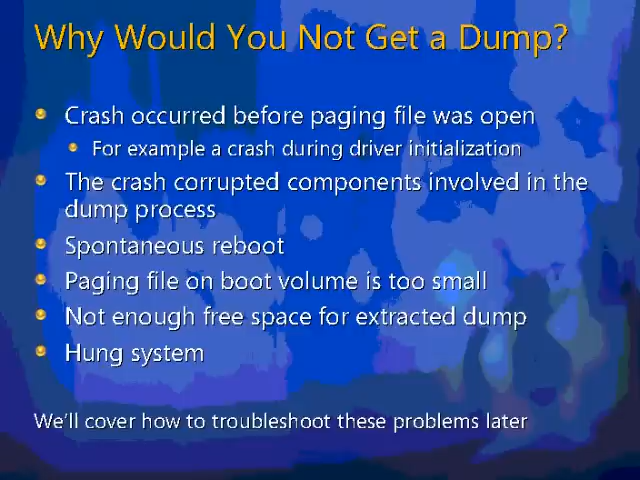 Why Would You Not Get a Dump?
Crash occurred before paging file was open
For example a crash during driver initialization
The crash corrupted components involved in the
dump process
Spontaneous reboot
Paging file on boot volume is too small
Not enough free space for extracted dump
Hung system
We'll cover how to troubleshoot these problems later